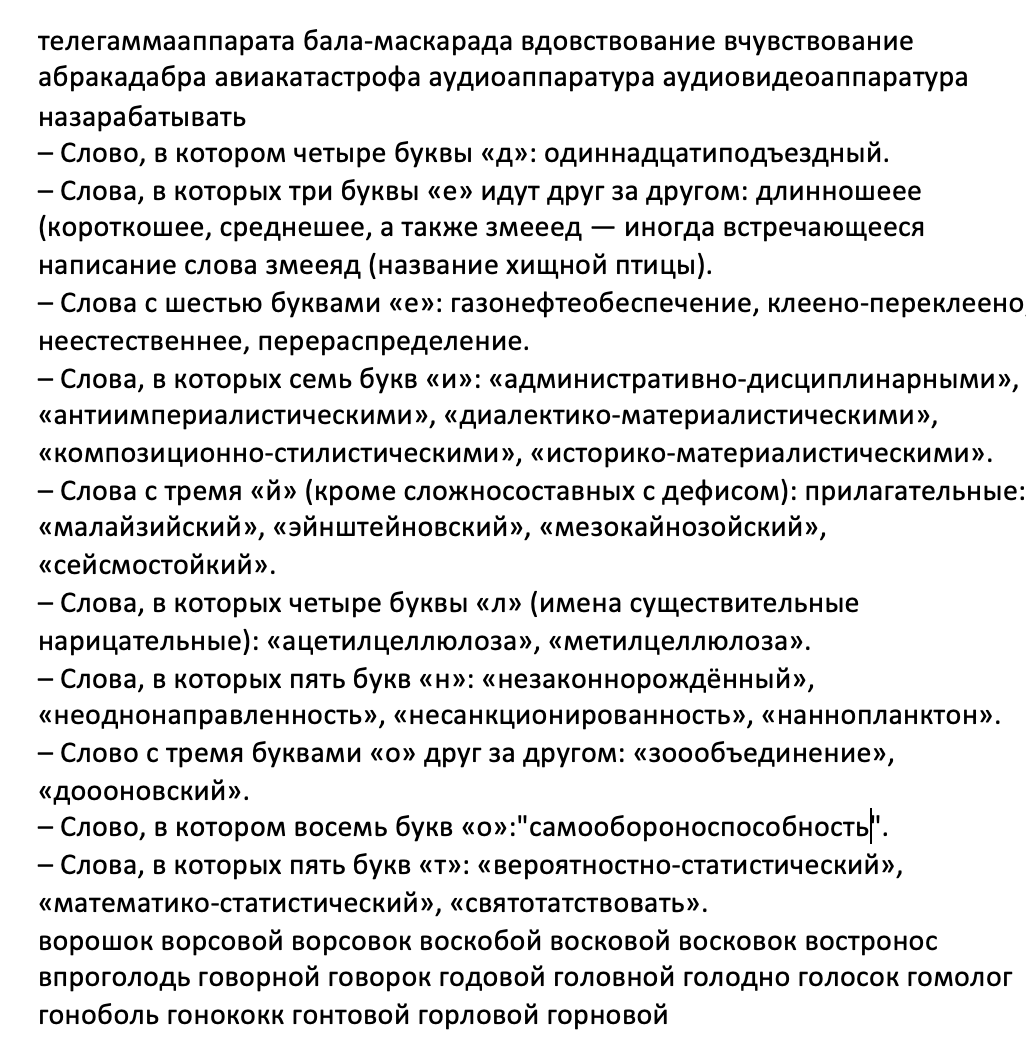 телегаммааппарата бала-маскарада вдовствование вчувствование
абракадабра авиакатастрофа аудиоаппаратура аудиовидеоаппаратура
назарабатывать
– Слово, в котором четыре буквы «д»: одиннадцатиподъездный.
– Слова, в которых три буквы «е» идут друг за другом: длинношеее
(короткошее, среднешее, а также змееед — иногда встречающееся
написание слова змееяд (название хищной птицы).
– Слова с шестью буквами «е»: газонефтеобеспечение, клеено-переклеено,
неестественнее, перераспределение.
– Слова, в которых семь букв «и»: «административно-дисциплинарными»,
«антиимпериалистическими», «диалектико-материалистическими»,
«композиционно-стилистическими», «историко-материалистическими».
– Слова с тремя «й» (кроме сложносоставных с дефисом): прилагательные:
«малайзийский», «эйнштейновский», «мезокайнозойский»,
«сейсмостойкий».
– Слова, в которых четыре буквы «л» (имена существительные
нарицательные): «ацетилцеллюлоза», «метилцеллюлоза».
– Слова, в которых пять букв «н»: «незаконнорождённый»,
«неоднонаправленность», «несанкционированность», «наннопланктон».
– Слово с тремя буквами «о» друг за другом: «зоообъединение»,
«доооновский».
– Слово, в котором восемь букв «о»:"самообороноспособность".
– Слова, в которых пять букв «т»: «вероятностно-статистический»,
«математико-статистический», «святотатствовать».
ворошок ворсовой ворсовок воскобой восковой восковок востронос
впроголодь говорной говорок годовой головной голодно голосок гомолог
гоноболь гонококк гонтовой горловой горновой